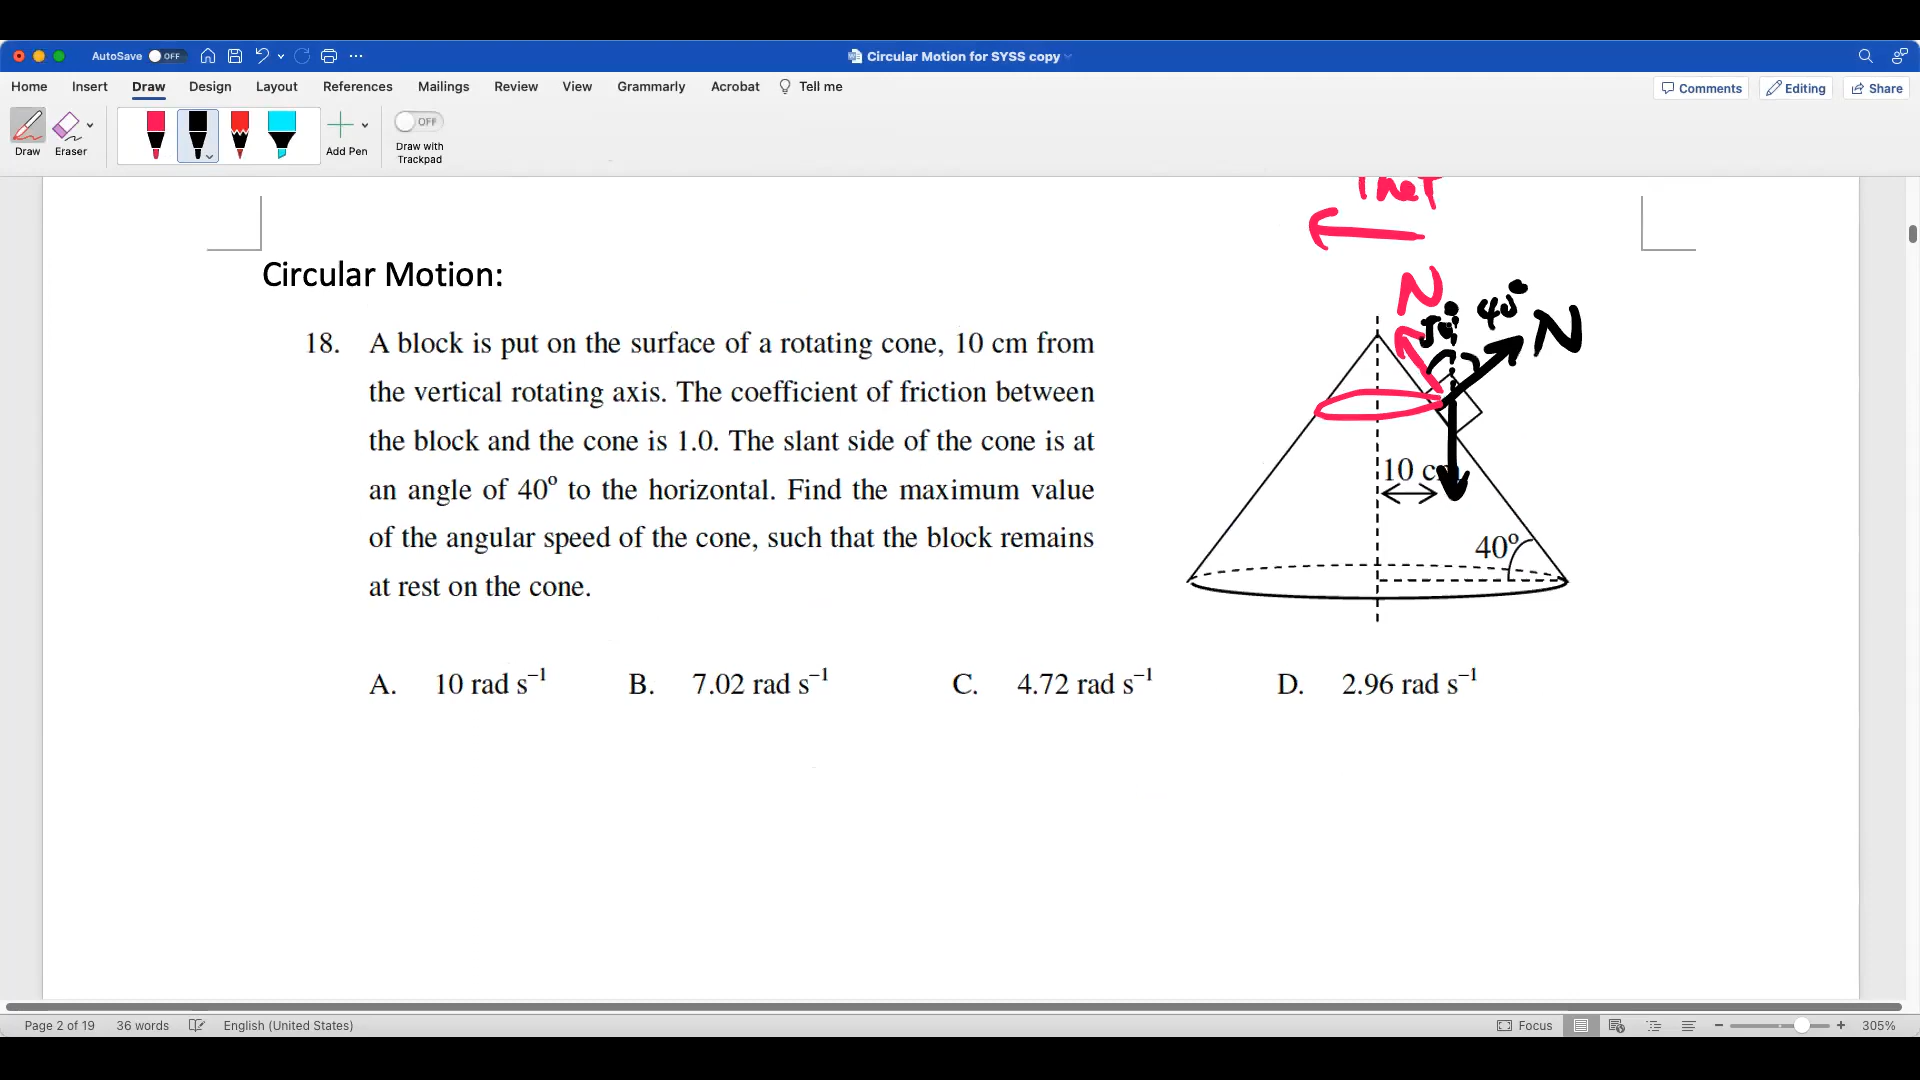 AutoSave OFF
Circular Motion for SYSS copy
Home Insert Draw Design Layout References Mailings Review View Grammarly Acrobat Tell me
Comments Editing Share
Draw Eraser Add Pen OFF Draw with Trackpad
Circular Motion:
N
40°
N
18. A block is put on the surface of a rotating cone, 10 cm from
the vertical rotating axis. The coefficient of friction between
the block and the cone is 1.0. The slant side of the cone is at
an angle of 40° to the horizontal. Find the maximum value
of the angular speed of the cone, such that the block remains
at rest on the cone.
10 c
40°
A. 10 rad s⁻¹ B. 7.02 rad s⁻¹ C. 4.72 rad s⁻¹ D. 2.96 rad s⁻¹
Page 2 of 19 36 words English (United States) Focus 305%